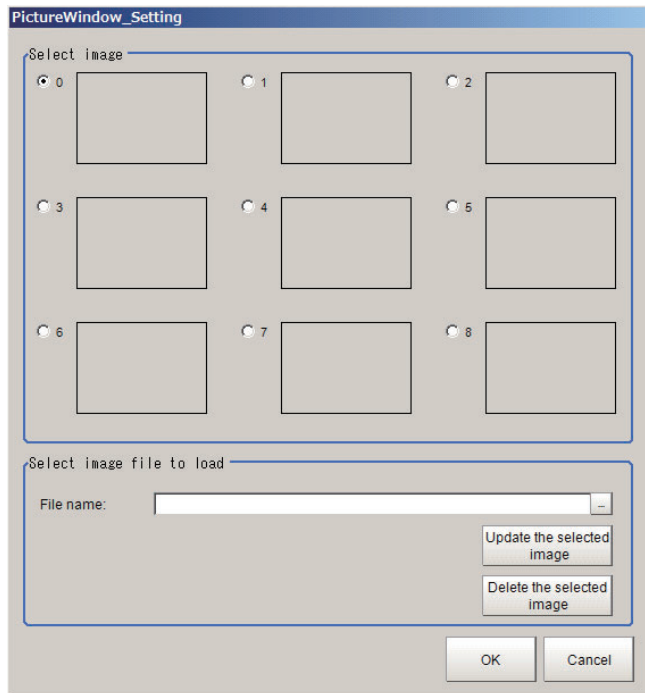 PictureWindow_Setting
Select image
0
1
2
3
4
5
6
7
8
Select image file to load
File name:
...
Update the selected
image
Delete the selected
image
OK
Cancel